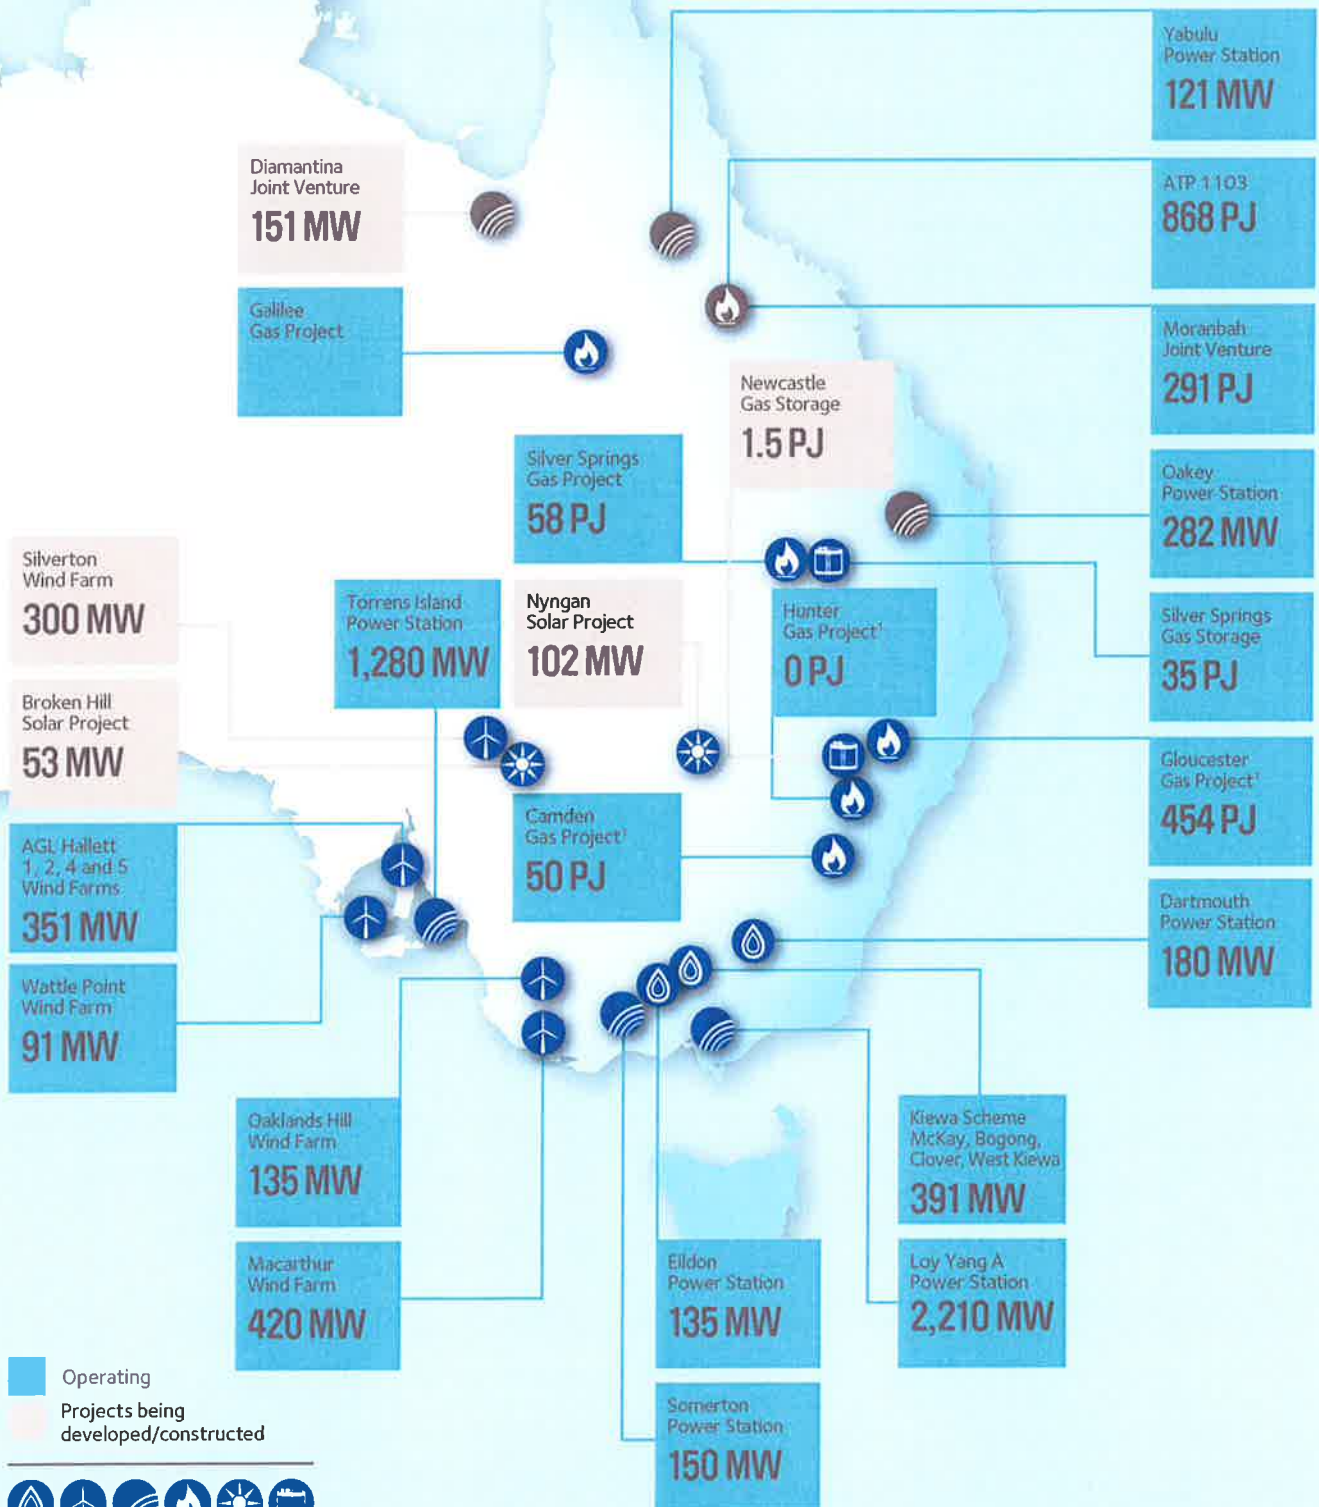 Yabulu
Power Station
121 MW
ATP 1103
868 PJ
Diamantina
Joint Venture
151 MW
Galilee
Gas Project
Moranbah
Joint Venture
291 PJ
Newcastle
Gas Storage
1.5 PJ
Silver Springs
Gas Project
58 PJ
Oakey
Power Station
282 MW
Silverton
Wind Farm
300 MW
Torrens Island
Power Station
1,280 MW
Nyngan
Solar Project
102 MW
Hunter
Gas Project¹
0 PJ
Silver Springs
Gas Storage
35 PJ
Broken Hill
Solar Project
53 MW
Gloucester
Gas Project¹
454 PJ
Camden
Gas Project¹
50 PJ
AGL Hallett
1, 2, 4 and 5
Wind Farms
351 MW
Dartmouth
Power Station
180 MW
Wattle Point
Wind Farm
91 MW
Oaklands Hill
Wind Farm
135 MW
Kiewa Scheme
McKay, Bogong,
Clover, West Kiewa
391 MW
Macarthur
Wind Farm
420 MW
Eildon
Power Station
135 MW
Loy Yang A
Power Station
2,210 MW
Somerton
Power Station
150 MW
Operating
Projects being
developed/constructed